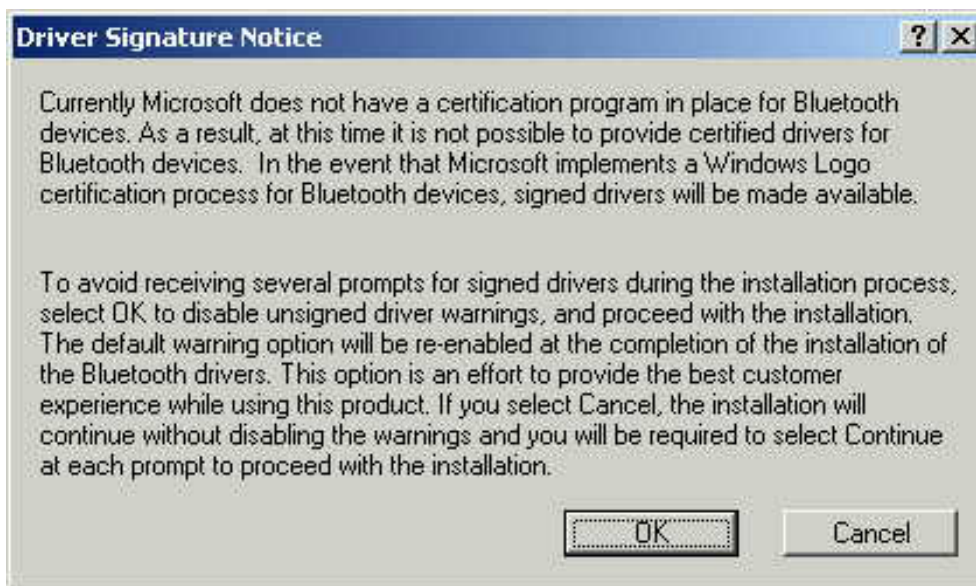 Driver Signature Notice
Currently Microsoft does not have a certification program in place for Bluetooth
devices. As a result, at this time it is not possible to provide certified drivers for
Bluetooth devices.  In the event that Microsoft implements a Windows Logo
certification process for Bluetooth devices, signed drivers will be made available.
To avoid receiving several prompts for signed drivers during the installation process,
select OK to disable unsigned driver warnings, and proceed with the installation.
The default warning option will be re-enabled at the completion of the installation of
the Bluetooth drivers. This option is an effort to provide the best customer
experience while using this product. If you select Cancel, the installation will
continue without disabling the warnings and you will be required to select Continue
at each prompt to proceed with the installation.
OK Cancel